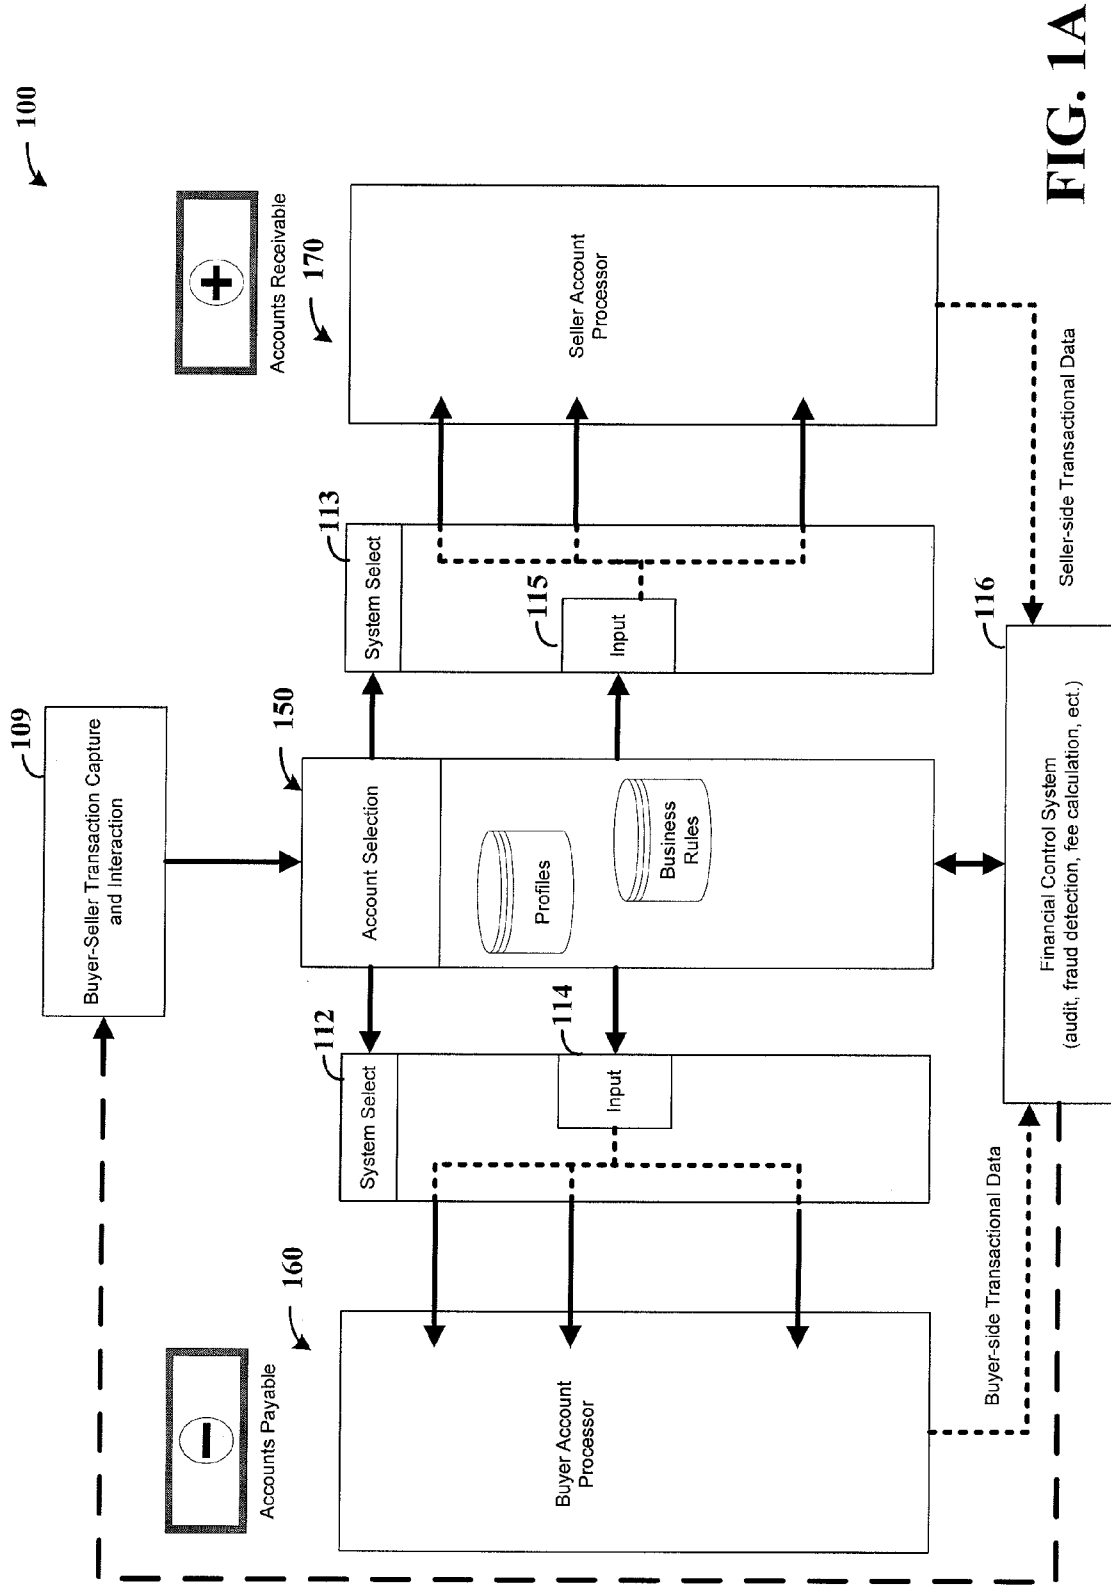 100
109
Buyer-Seller Transaction Capture
and Interaction
Accounts Payable
160
Buyer Account
Processor
112
System Select
114
Input
150
Account Selection
Profiles
Business
Rules
113
System Select
115
Input
Accounts Receivable
170
Seller Account
Processor
Buyer-side Transactional Data
116
Financial Control System
(audit, fraud detection, fee calculation, ect.)
Seller-side Transactional Data
FIG. 1A